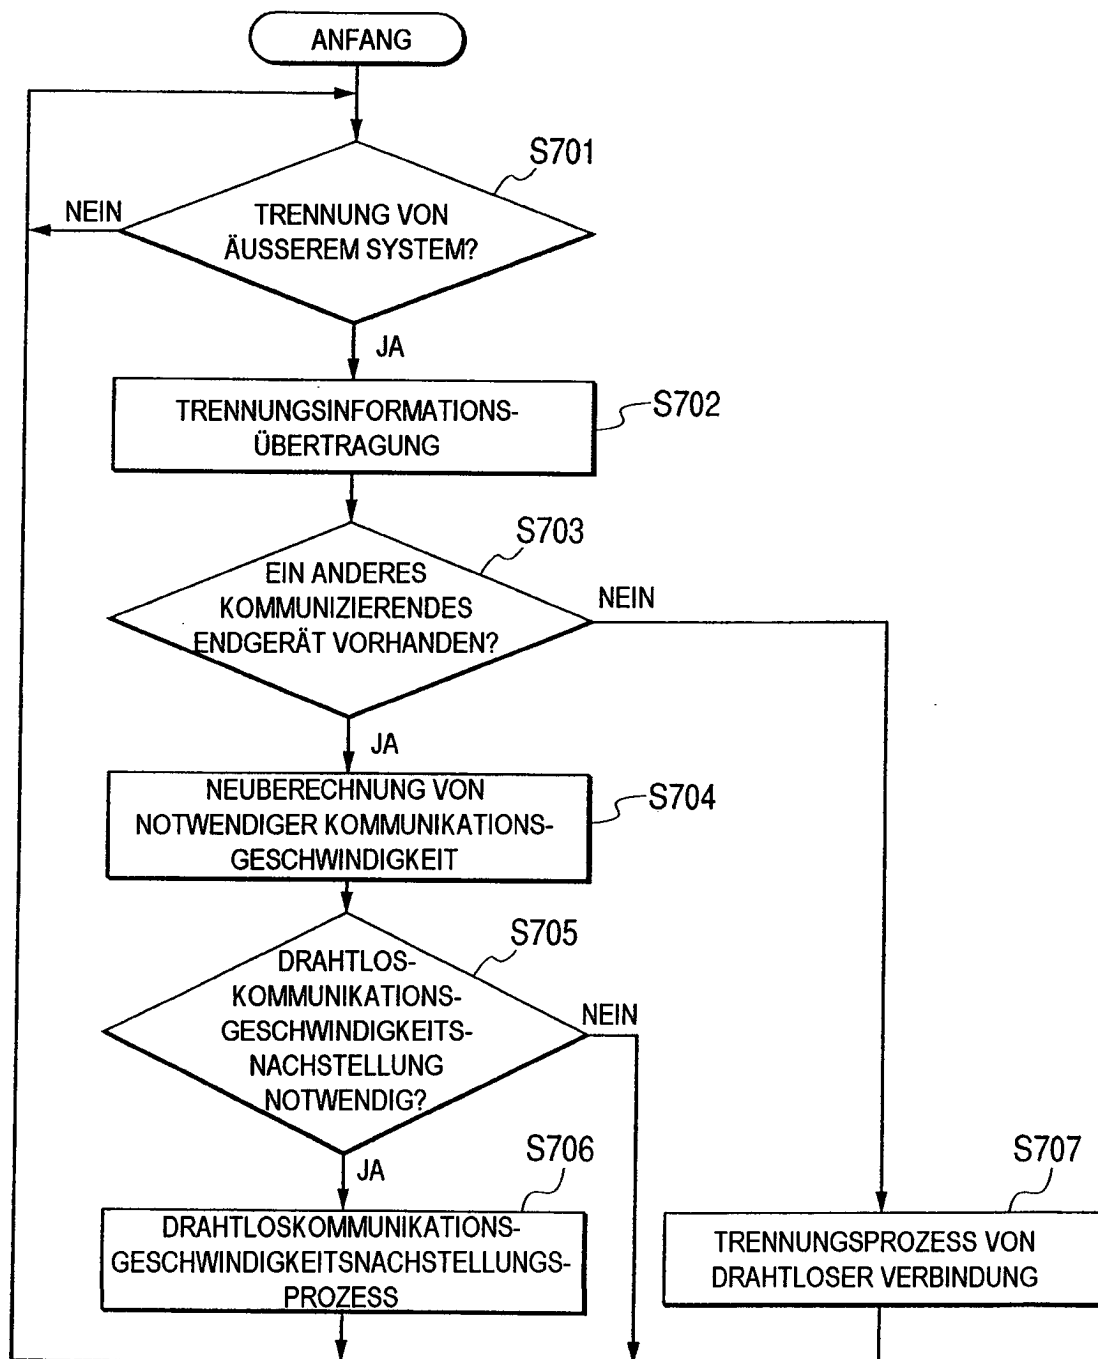 ANFANG
S701
NEIN
TRENNUNG VON
ÄUSSEREM SYSTEM?
JA
TRENNUNGSINFORMATIONS-
ÜBERTRAGUNG
S702
S703
EIN ANDERES
KOMMUNIZIERENDES
ENDGERÄT VORHANDEN?
NEIN
JA
NEUBERECHNUNG VON
NOTWENDIGER KOMMUNIKATIONS-
GESCHWINDIGKEIT
S704
S705
DRAHTLOS-
KOMMUNIKATIONS-
GESCHWINDIGKEITS-
NACHSTELLUNG
NOTWENDIG?
NEIN
JA
S706
DRAHTLOSKOMMUNIKATIONS-
GESCHWINDIGKEITSNACHSTELLUNGS-
PROZESS
S707
TRENNUNGSPROZESS VON
DRAHTLOSER VERBINDUNG